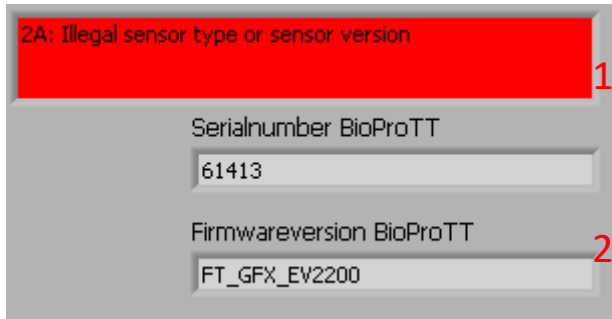 2A: Illegal sensor type or sensor version
1
Serialnumber BioProTT
61413
Firmwareversion BioProTT
2
FT_GFX_EV2200